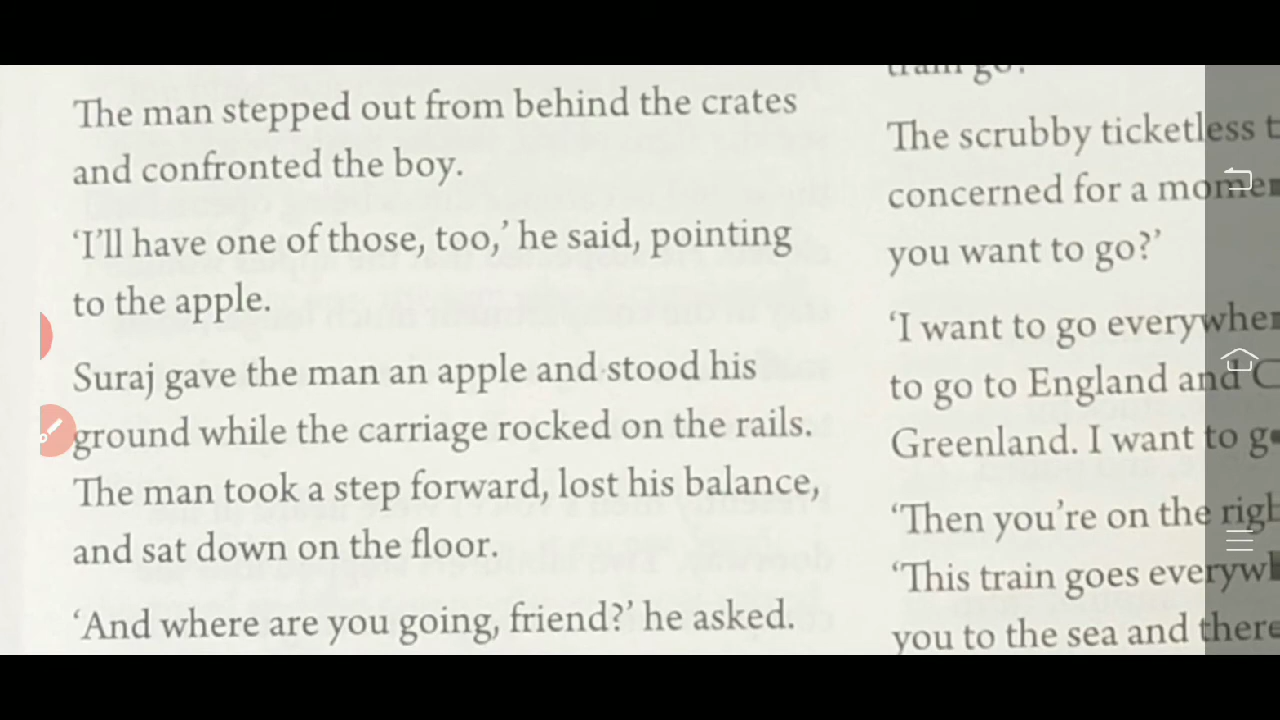 The man stepped out from behind the crates
and confronted the boy.
‘I’ll have one of those, too,’ he said, pointing
to the apple.
Suraj gave the man an apple and stood his
ground while the carriage rocked on the rails.
The man took a step forward, lost his balance,
and sat down on the floor.
‘And where are you going, friend?’ he asked.
train go?
The scrubby ticketless
concerned for a
you want to go?’
‘I want to go
to go to England and
Greenland. I want to
‘Then you’re on the
‘This train goes
you to the sea and